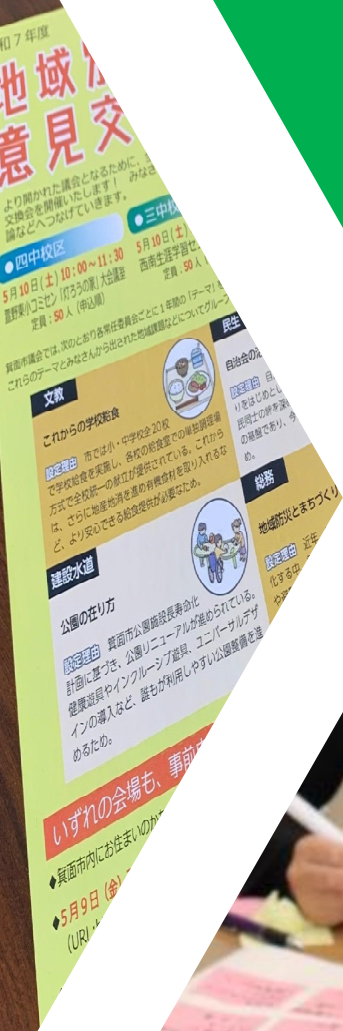 和7年度
地域
意見交
より開かれた議会となるために、
交換会を開催いたします! みなさ
論などへつなげていきます。
●四中校区
5月10日(土)10:00~11:30
萱野東小コミセン「灯ろうの家」大会議室
定員:50人(申込順)
●三中校
5月10日(土)
西南生涯学習セ
定員:50人
箕面市議会では、次のとおり各常任委員会ごとに1年間の「テーマ」
これらのテーマとみなさんから出された地域課題などについてグルー
文教
これからの学校給食
設定理由 市では小・中学校全20校
で学校給食を実施し、各校の給食室での単独調理場
方式で全校統一の献立が提供されている。これから
は、さらに地産地消を進め有機食材を取り入れるな
ど、より安心できる給食提供が必要なため。
民生
自治会の
設定理由
りをはじめと
民同士の絆を深
の基盤であり、今
め。
建設水道
公園の在り方
設定理由 箕面市公園施設長寿命化
計画に基づき、公園リニューアルが進められている。
健康遊具やインクルーシブ遊具、ユニバーサルデザ
インの導入など、誰もが利用しやすい公園整備を進
めるため。
総務
地域防災とまちづくり
設定理由 近年
化する中
いずれの会場も、事前
◆箕面市内にお住まいのかた
◆5月9日(金)
(URL: